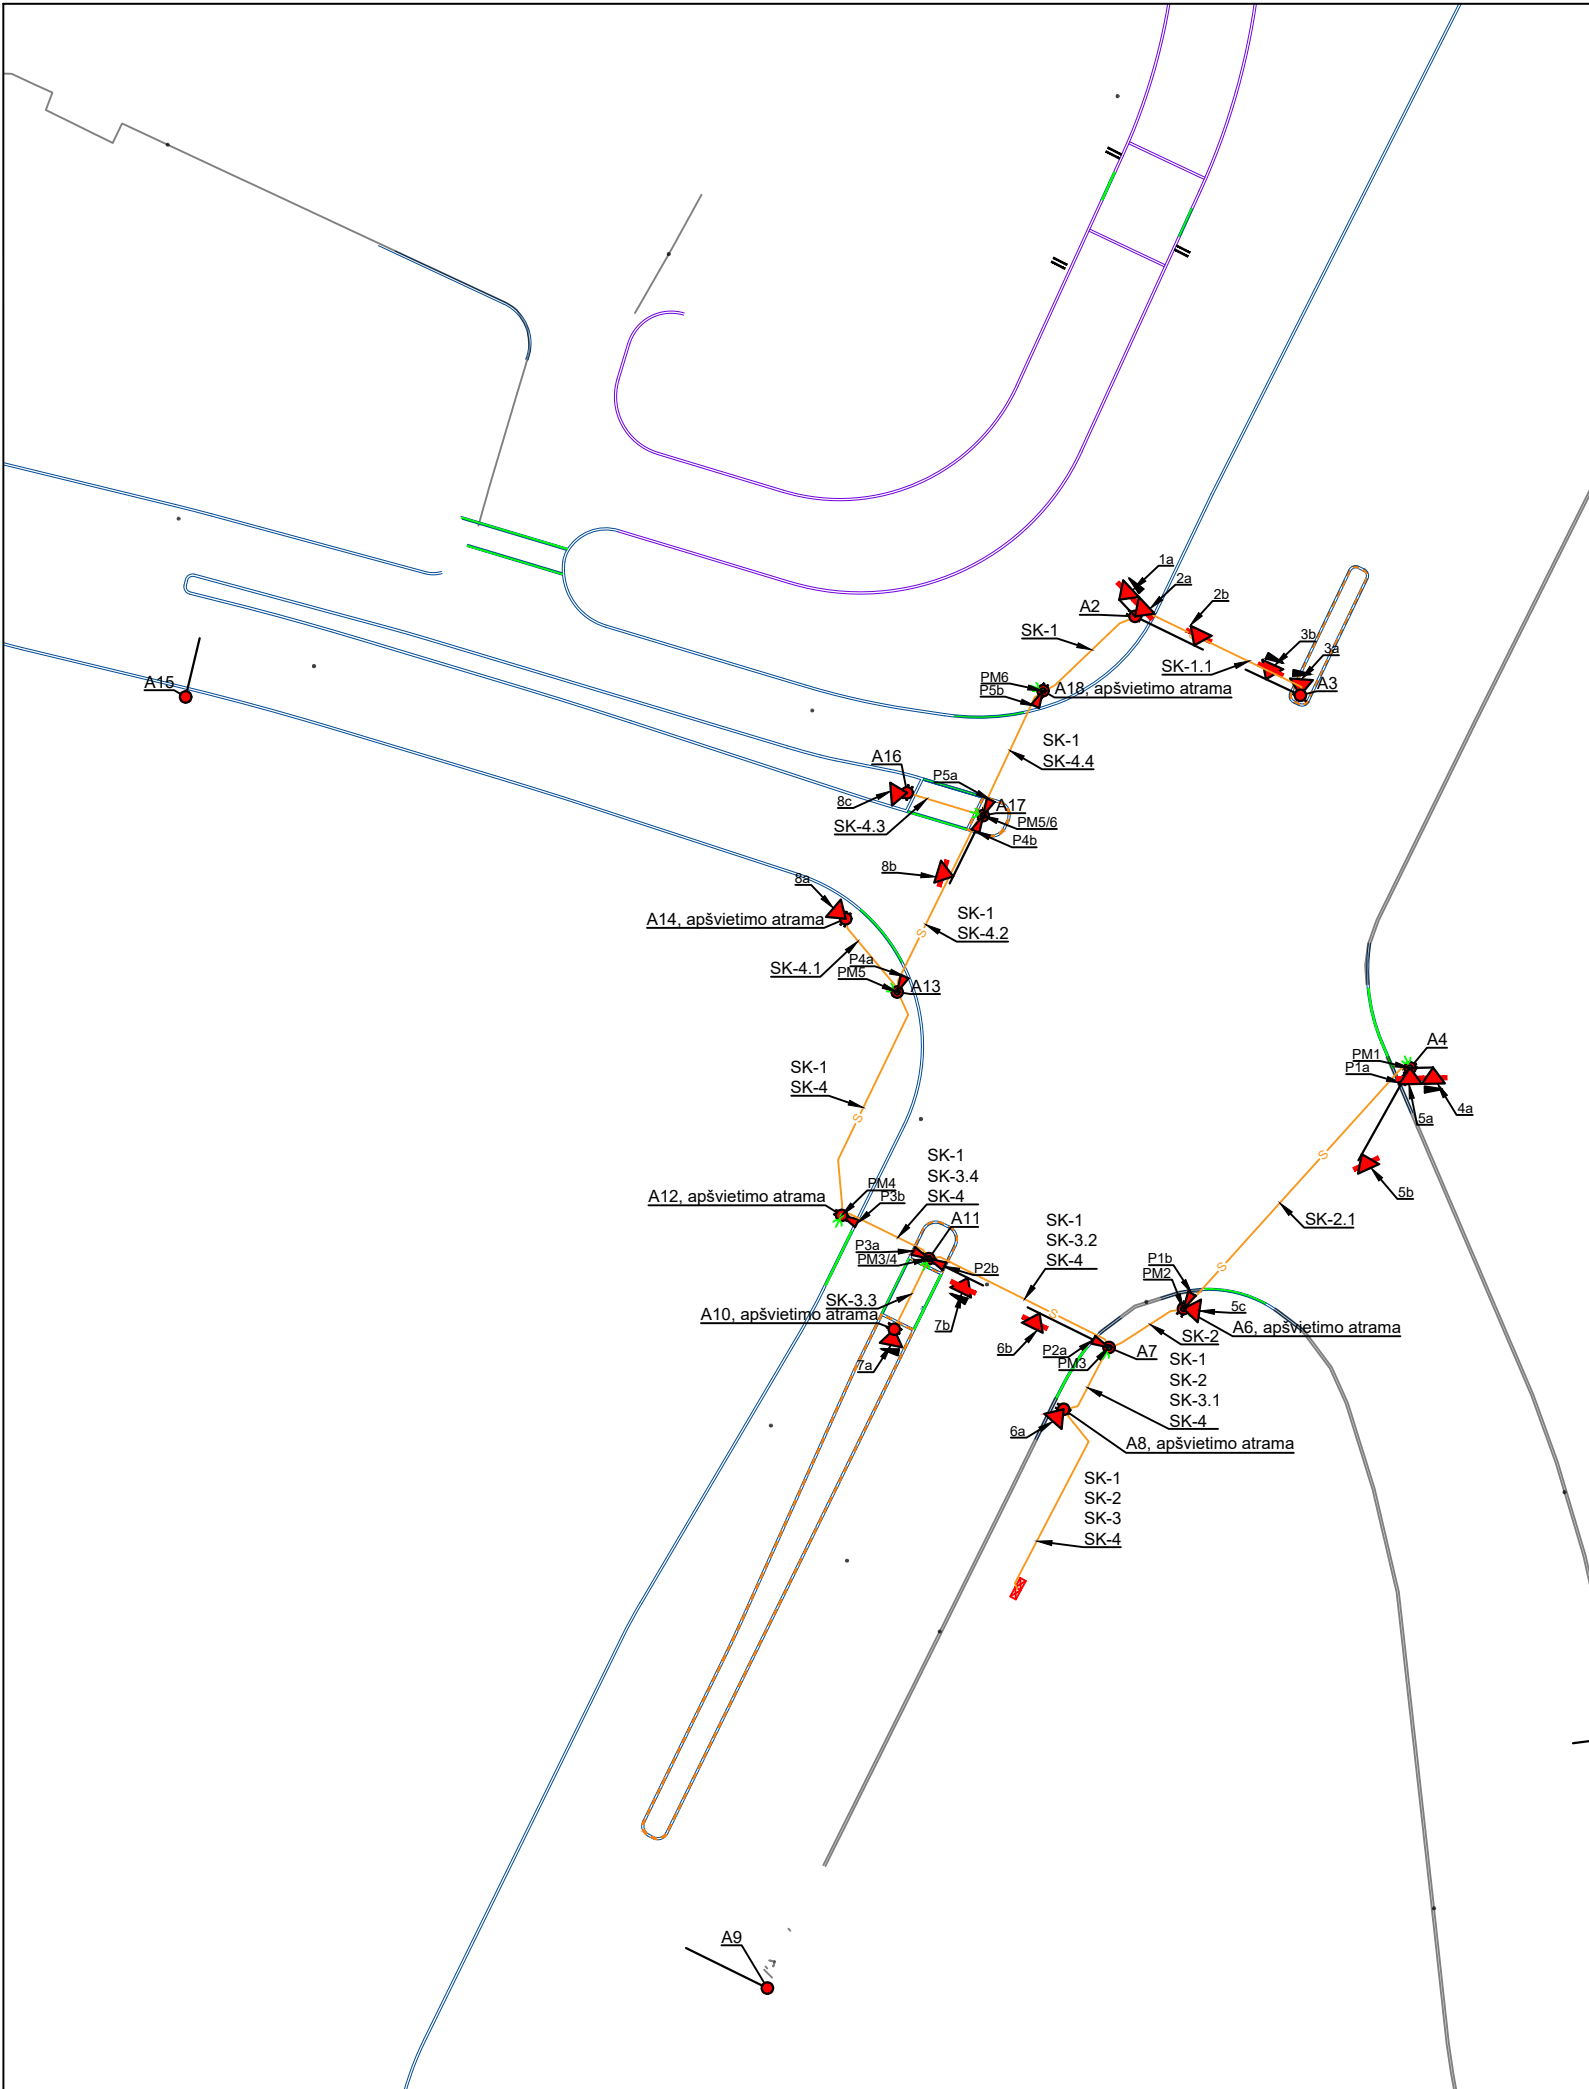 1a
2a
2b
A2
SK-1
3b
3a
SK-1.1
A3
PM6
P5b
A18, apšvietimo atrama
A15
SK-1
SK-4.4
A16
P5a
8c
SK-4.3
A17
PM5/6
P4b
8b
8a
A14, apšvietimo atrama
SK-1
SK-4.2
S
P4a
PM5
SK-4.1
A13
A4
PM1
P1a
5a
4a
SK-1
SK-4
S
5b
S
SK-1
SK-3.4
SK-4
A12, apšvietimo atrama
PM4
P3b
A11
SK-1
SK-3.2
SK-4
SK-2.1
P3a
PM3/4
P2b
P1b
PM2
S
SK-3.3
A10, apšvietimo atrama
7b
S
6b
5c
A6, apšvietimo atrama
SK-2
P2a
PM3
A7
7a
SK-1
SK-2
SK-3.1
SK-4
6a
A8, apšvietimo atrama
SK-1
SK-2
SK-3
SK-4
A9